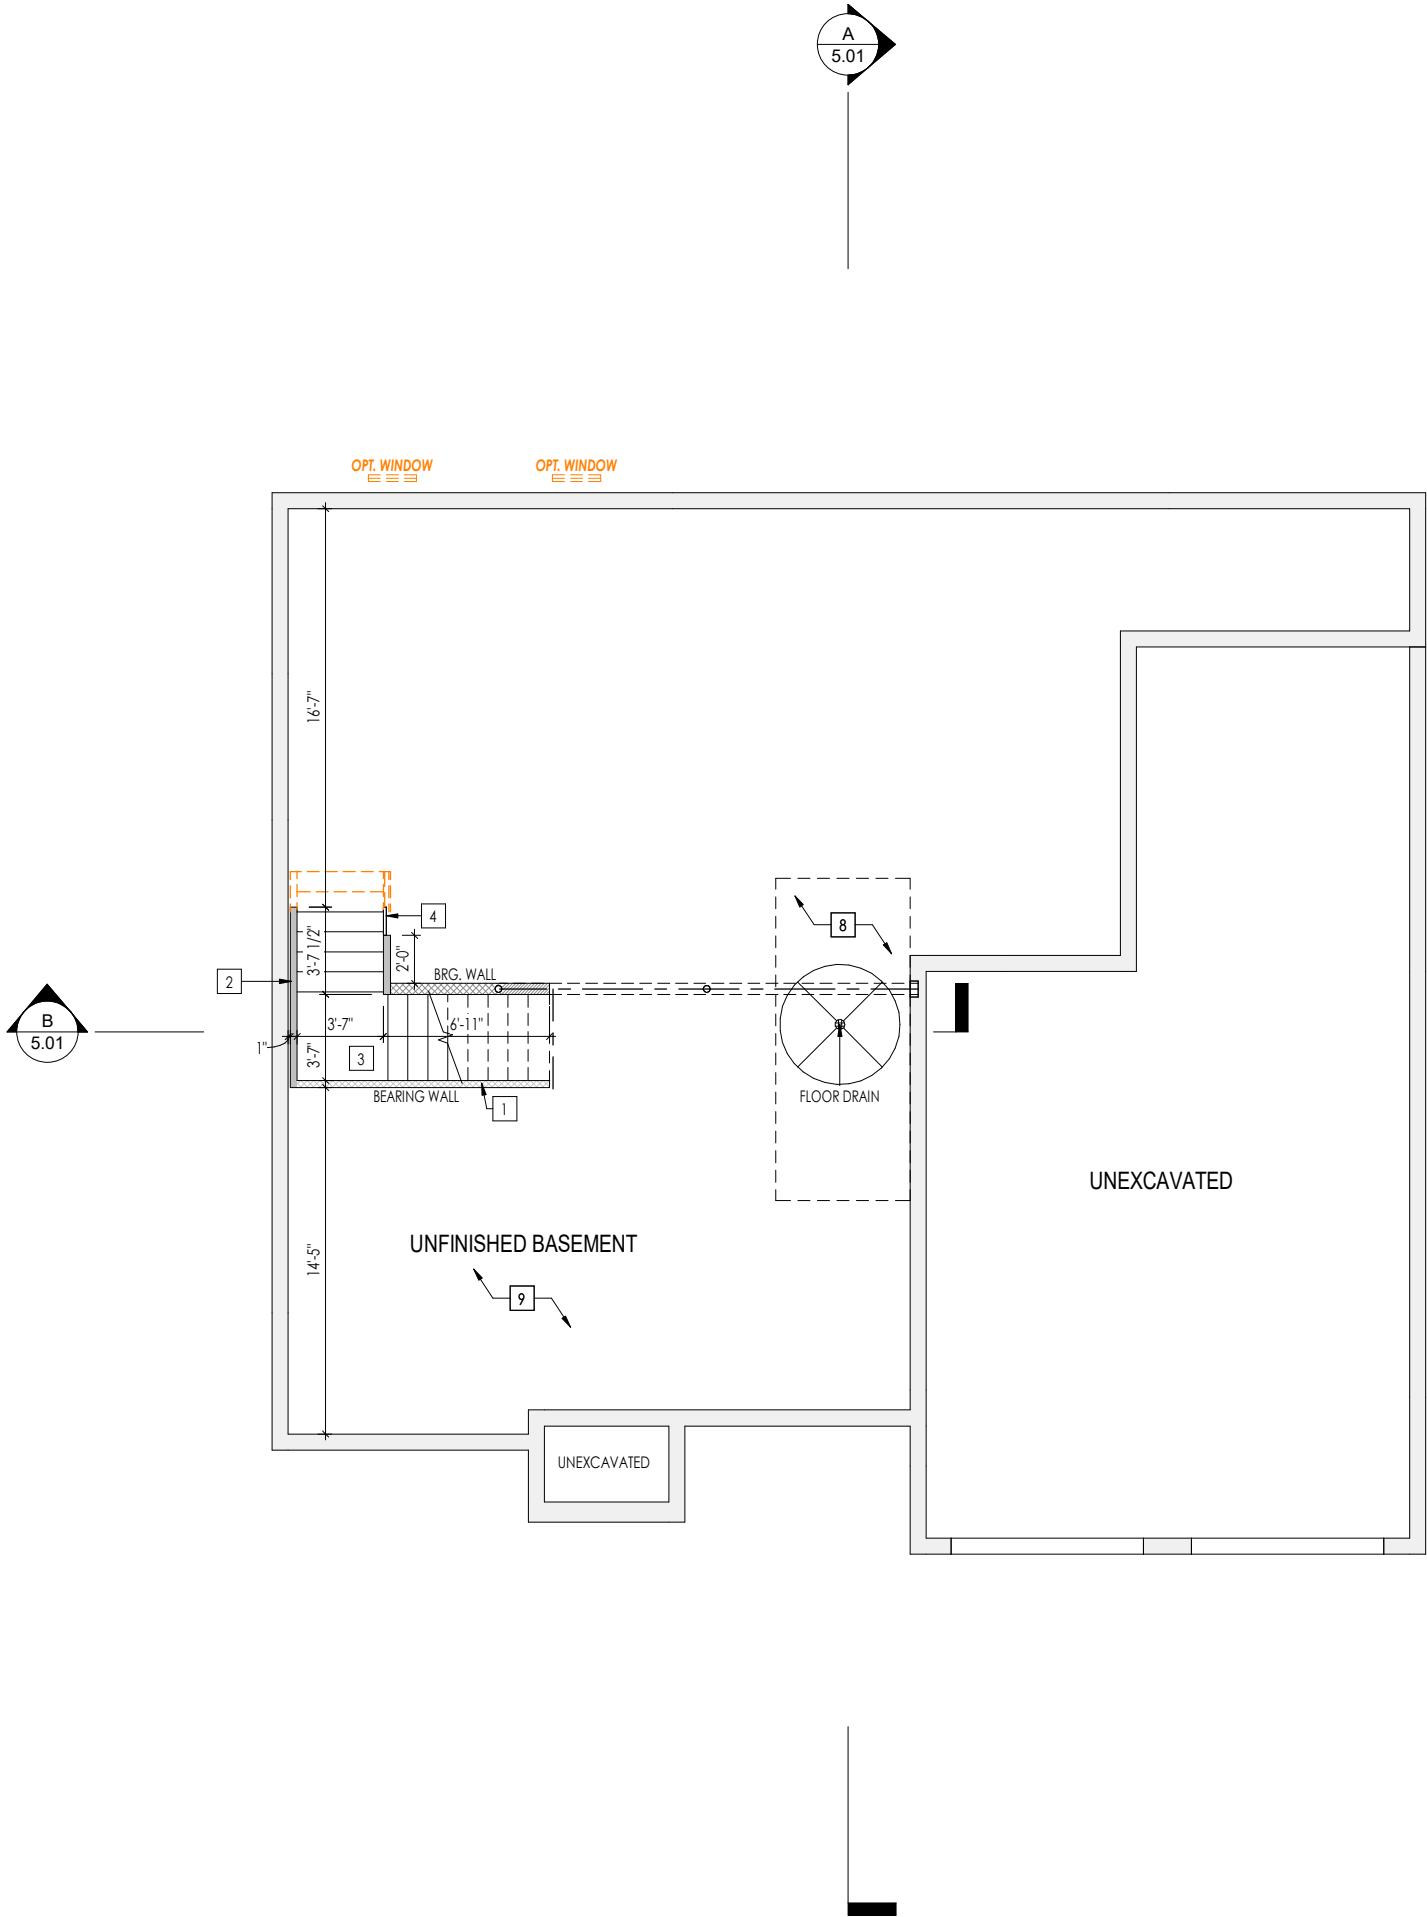 A
5.01
OPT. WINDOW
OPT. WINDOW
16'-7"
4
8
3'-7 1/2"
2'-0"
BRG. WALL
2
B
5.01
3'-7"
6'-11"
1"
3'-7"
3
BEARING WALL
1
FLOOR DRAIN
UNEXCAVATED
14'-5"
UNFINISHED BASEMENT
9
UNEXCAVATED